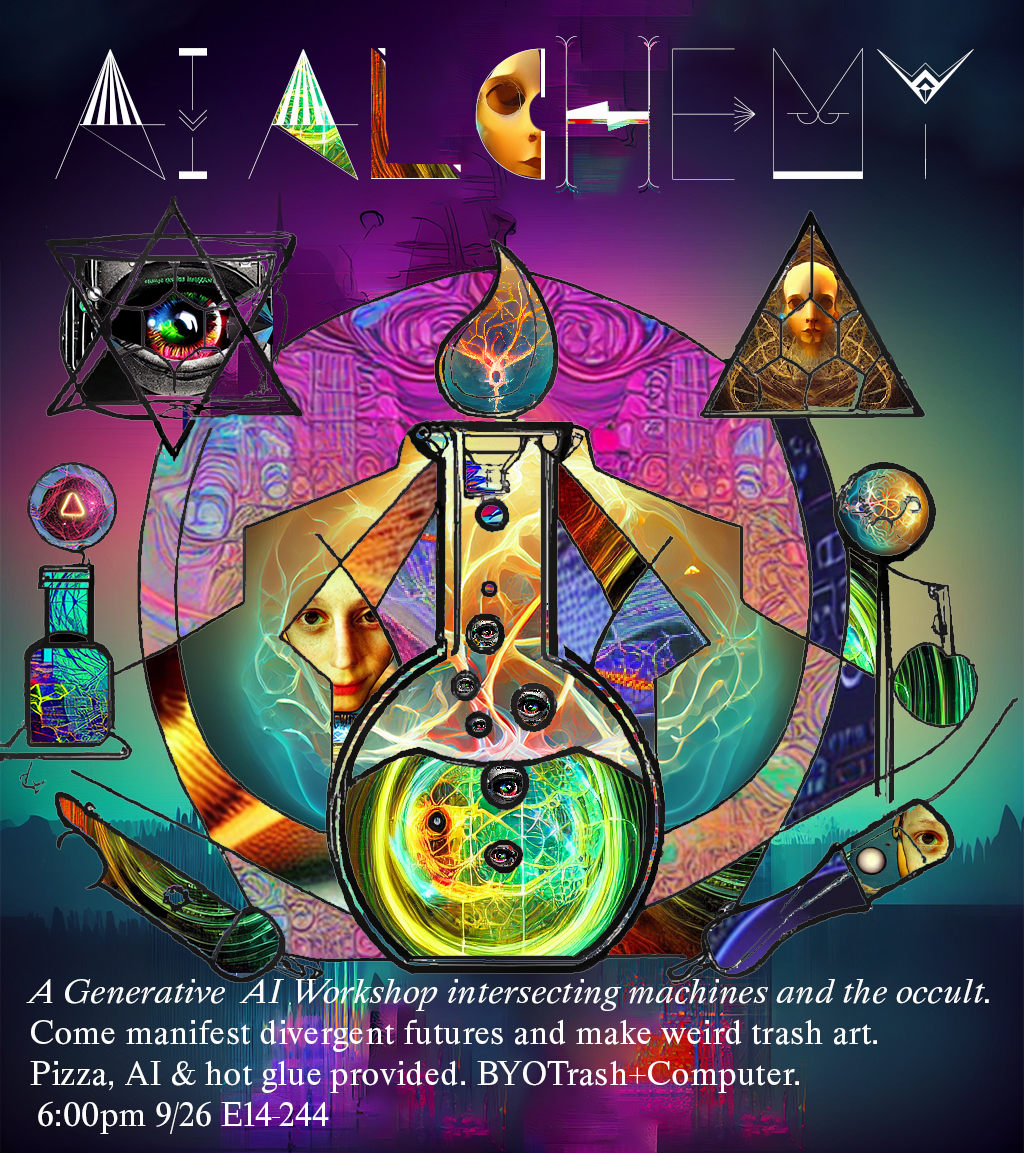 AI ALCHEMY
A Generative AI Workshop intersecting machines and the occult.
Come manifest divergent futures and make weird trash art.
Pizza, AI & hot glue provided. BYOTrash+Computer.
6:00pm 9/26 E14-244